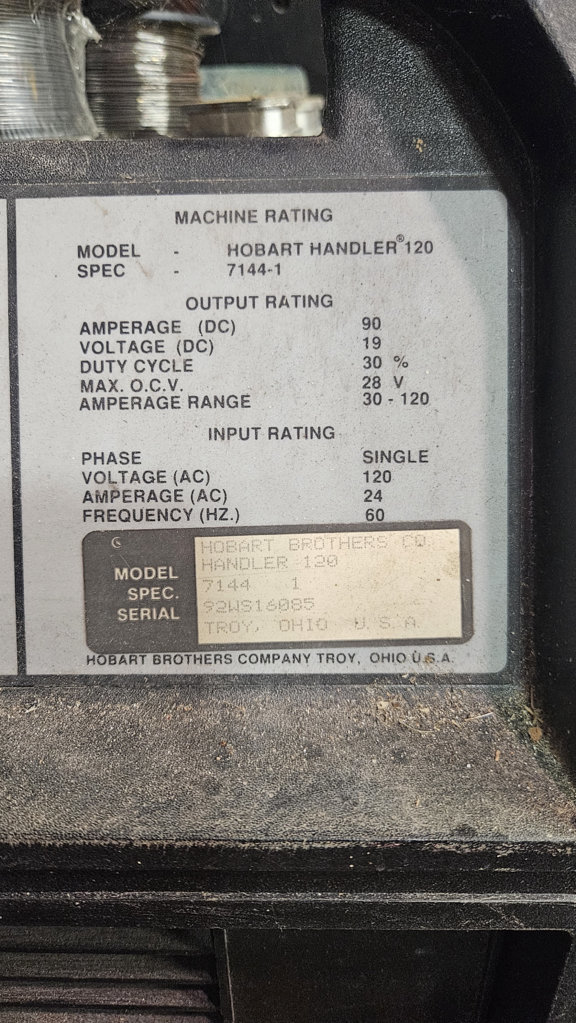 MACHINE RATING
MODEL - HOBART HANDLER® 120
SPEC - 7144-1
OUTPUT RATING
AMPERAGE (DC) 90
VOLTAGE (DC) 19
DUTY CYCLE 30 %
MAX. O.C.V. 28 V
AMPERAGE RANGE 30 - 120
INPUT RATING
PHASE SINGLE
VOLTAGE (AC) 120
AMPERAGE (AC) 24
FREQUENCY (HZ.) 60
HOBART BROTHERS CO.
MODEL HANDLER 120
SPEC. 7144 1
SERIAL 92WS16085
TROY, OHIO U.S.A.
HOBART BROTHERS COMPANY TROY, OHIO U.S.A.